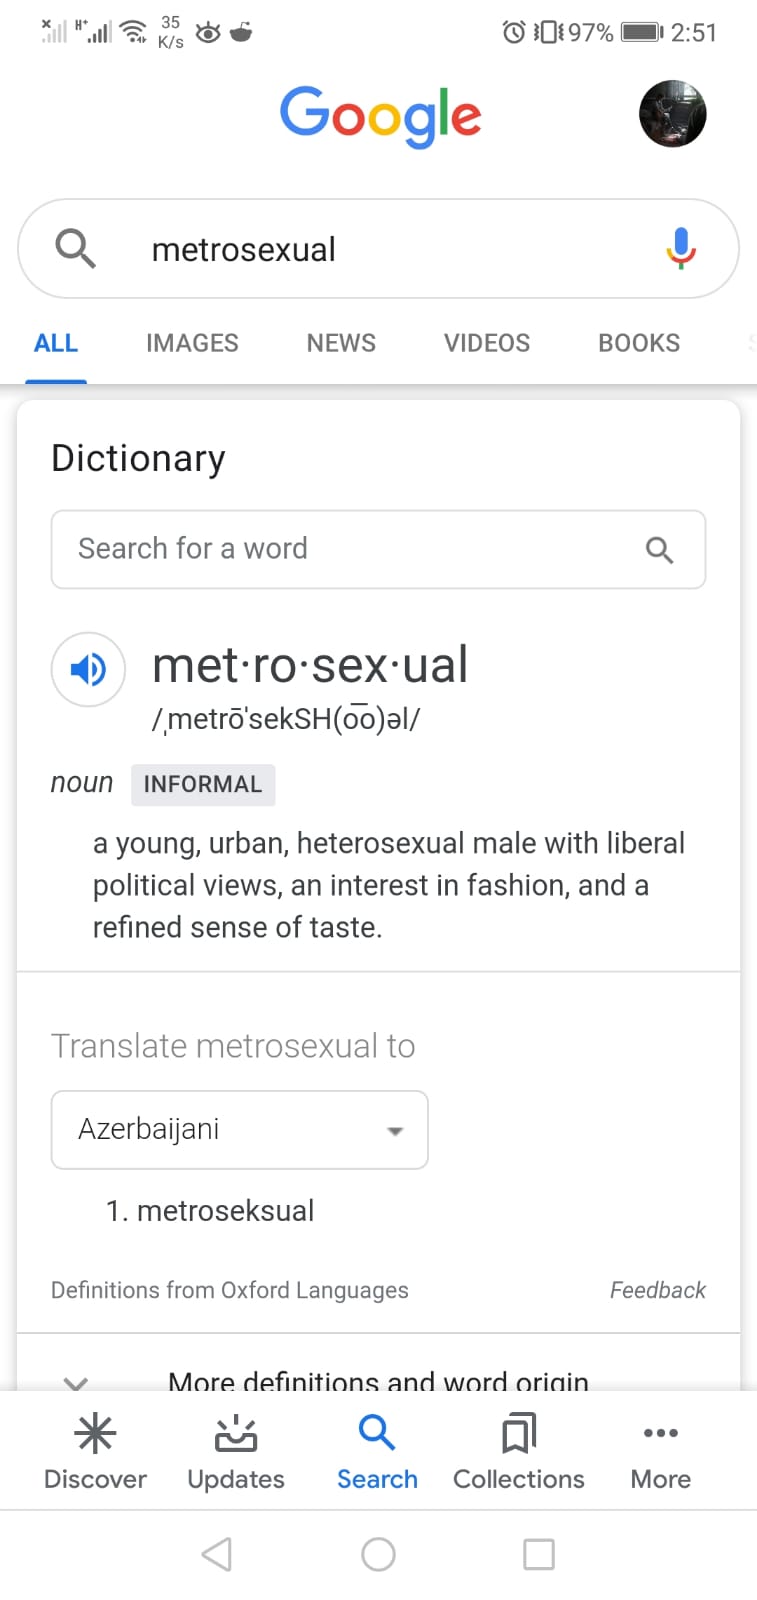 35
K/s
H+
97%
2:51
Google
metrosexual
ALL IMAGES NEWS VIDEOS BOOKS
Dictionary
Search for a word
met·ro·sex·ual
/ˌmetrōˈsekSH(o͞o)əl/
noun INFORMAL
a young, urban, heterosexual male with liberal
political views, an interest in fashion, and a
refined sense of taste.
Translate metrosexual to
Azerbaijani
1. metroseksual
Definitions from Oxford Languages Feedback
More definitions and word origin
Discover Updates Search Collections More